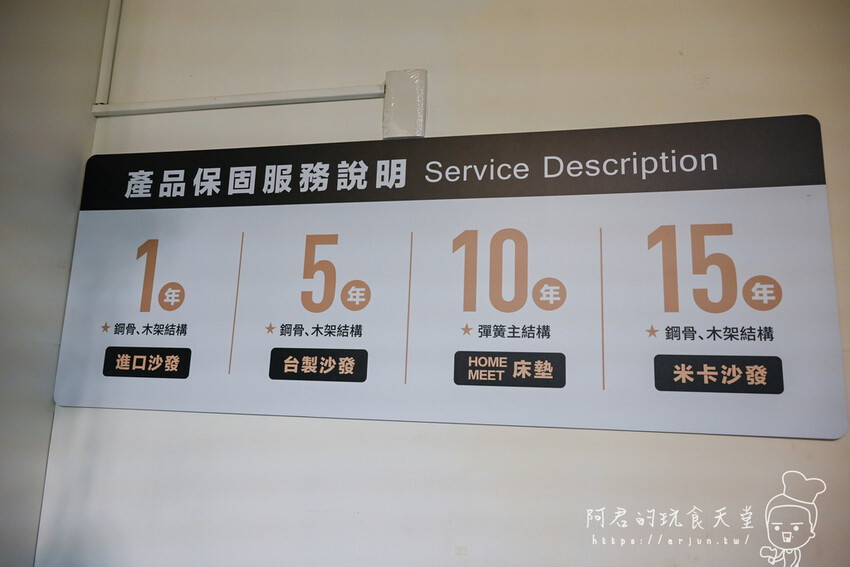 產品保固服務說明 Service Description
1年
★ 鋼骨、木架結構
進口沙發
5年
★ 鋼骨、木架結構
台製沙發
10年
★ 彈簧主結構
HOME MEET 床墊
15年
★ 鋼骨、木架結構
米卡沙發
阿君的玩食天堂
https://arjun.tw/